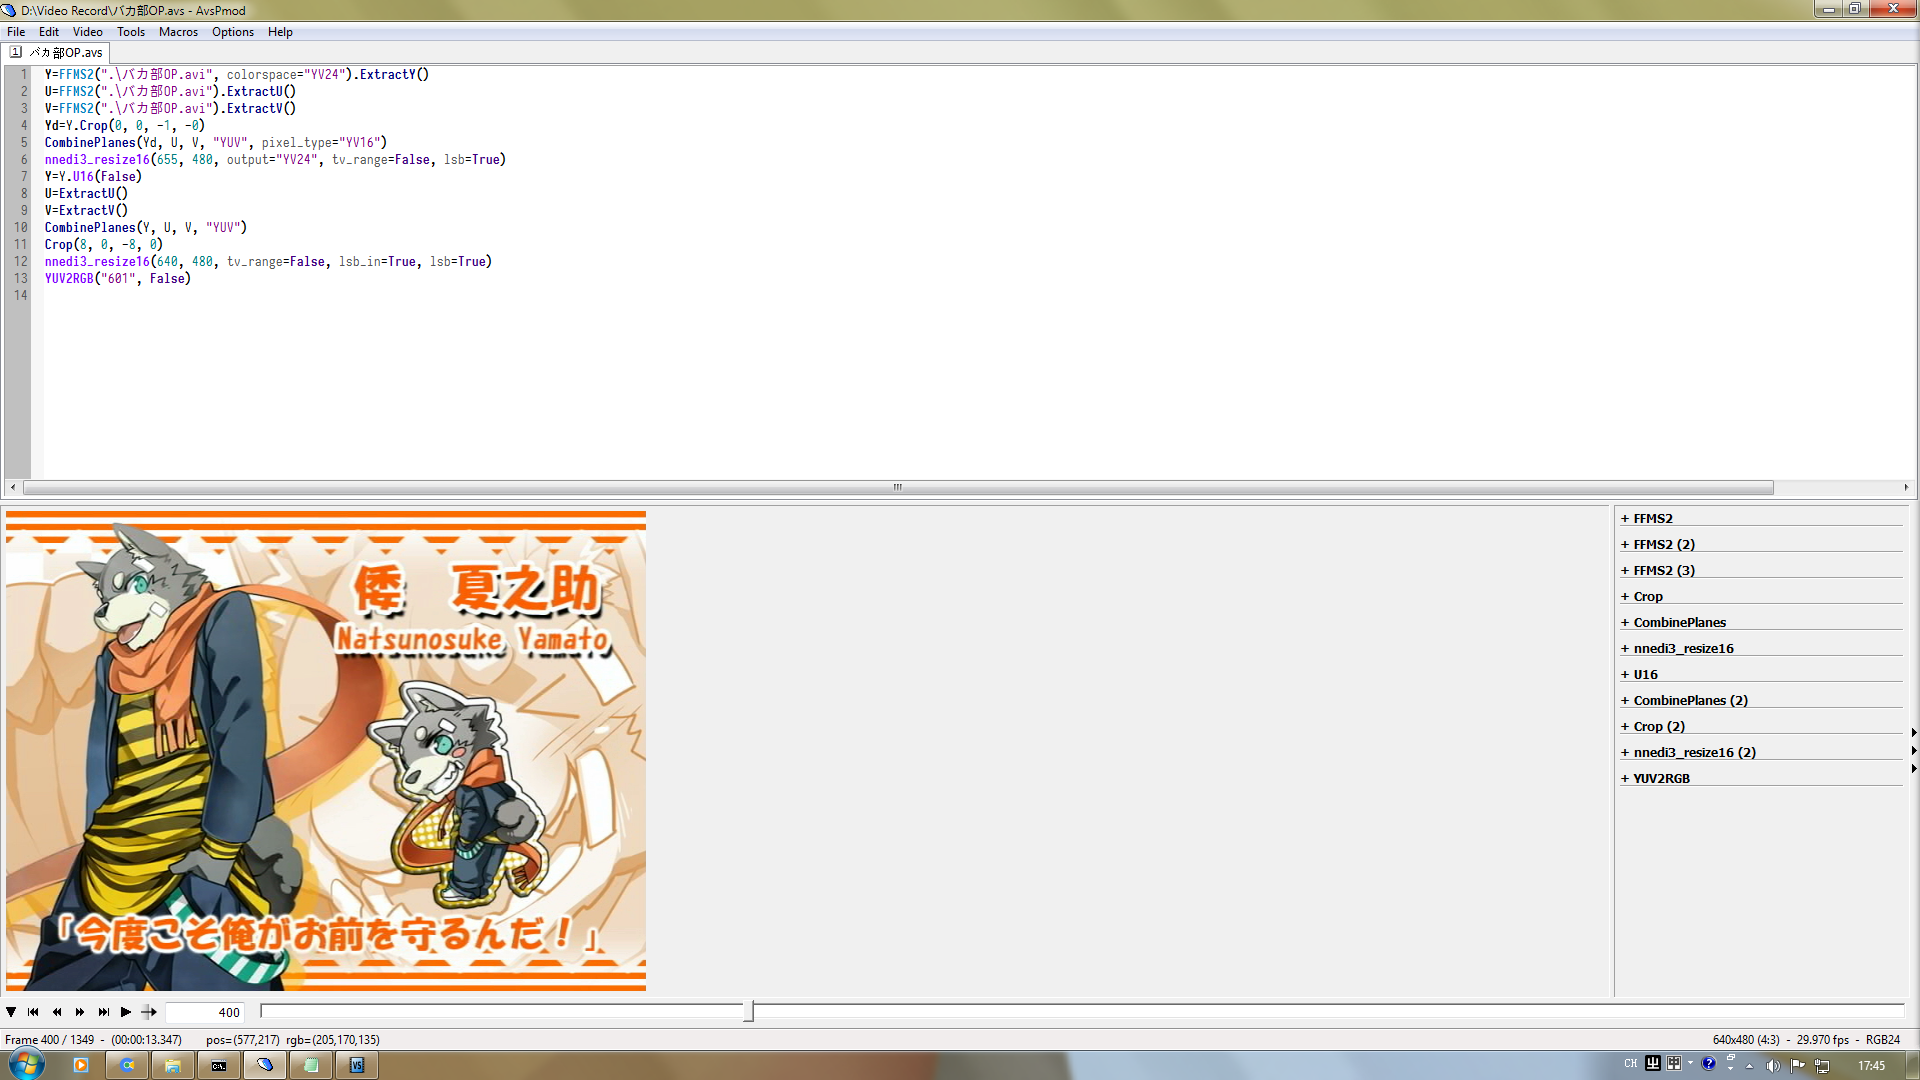 D:\Video Record\バカ部OP.avs - AvsPmod
File Edit Video Tools Macros Options Help
1 バカ部OP.avs
1 Y=FFMS2(".\バカ部OP.avi", colorspace="YV24").ExtractY()
2 U=FFMS2(".\バカ部OP.avi").ExtractU()
3 V=FFMS2(".\バカ部OP.avi").ExtractV()
4 Yd=Y.Crop(0, 0, -1, -0)
5 CombinePlanes(Yd, U, V, "YUV", pixel_type="YV16")
6 nnedi3_resize16(655, 480, output="YV24", tv_range=False, lsb=True)
7 Y=Y.U16(False)
8 U=ExtractU()
9 V=ExtractV()
10 CombinePlanes(Y, U, V, "YUV")
11 Crop(8, 0, -8, 0)
12 nnedi3_resize16(640, 480, tv_range=False, lsb_in=True, lsb=True)
13 YUV2RGB("601", False)
14
倭 夏之助
Natsunosuke Yamato
「今度こそ俺がお前を守るんだ！」
+ FFMS2
+ FFMS2 (2)
+ FFMS2 (3)
+ Crop
+ CombinePlanes
+ nnedi3_resize16
+ U16
+ CombinePlanes (2)
+ Crop (2)
+ nnedi3_resize16 (2)
+ YUV2RGB
400
Frame 400 / 1349 - (00:00:13.347) pos=(577,217) rgb=(205,170,135)
640x480 (4:3) - 29.970 fps - RGB24
C:\.
VS
CH
17:45